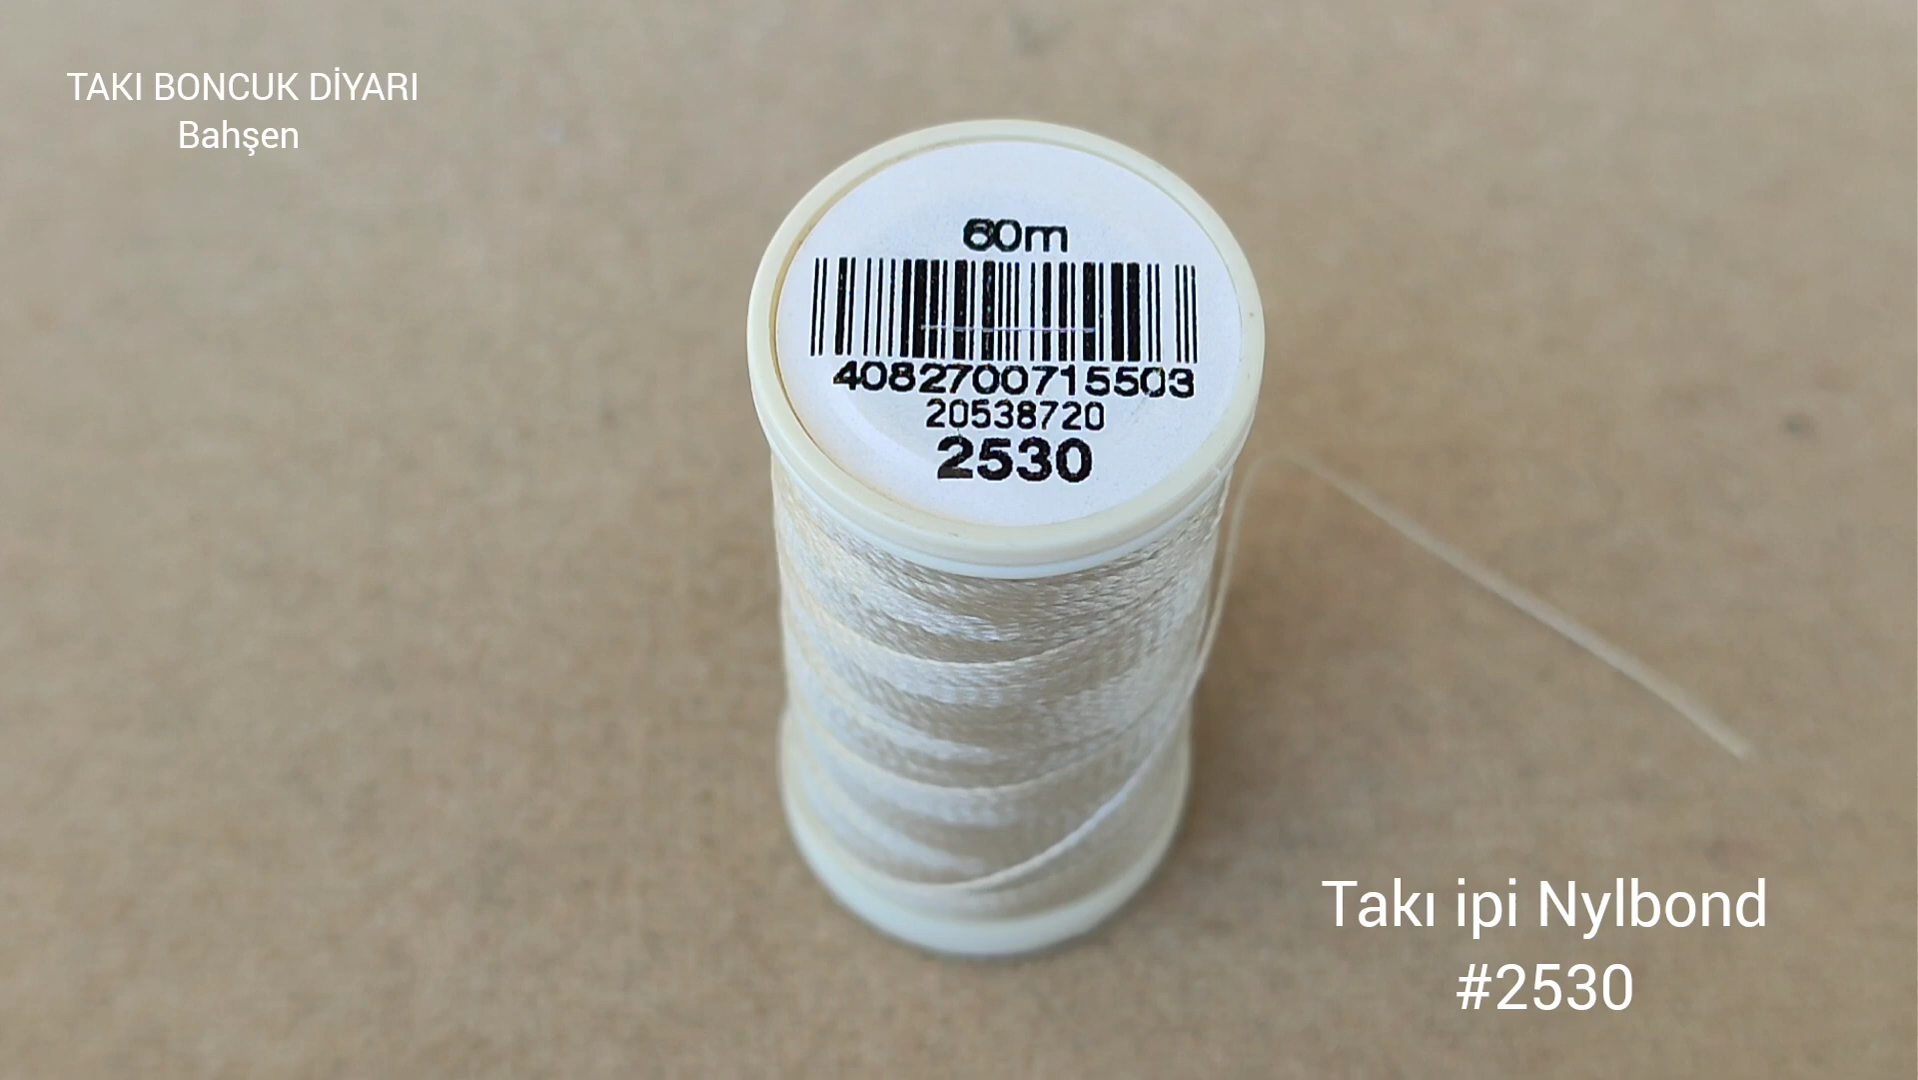 TAKI BONCUK DİYARI
Bahşen
60m
4082700715503
20538720
2530
Takı ipi Nylbond
#2530